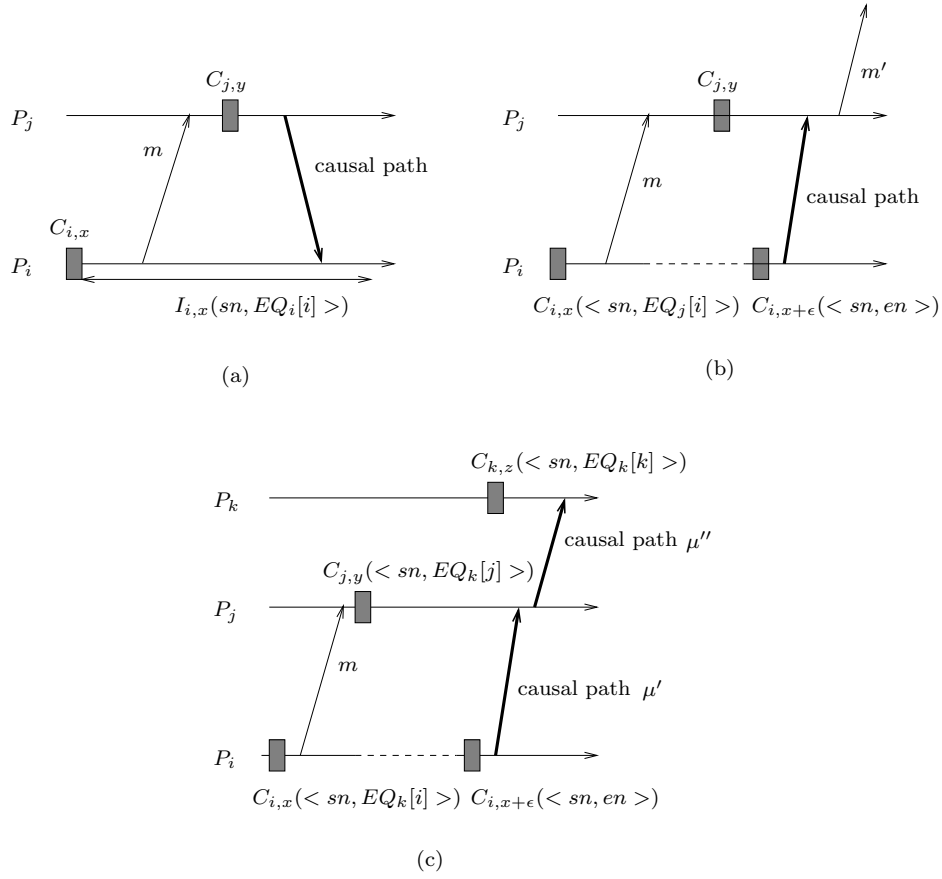 C_{j,y}
P_j
m
causal path
C_{i,x}
P_i
I_{i,x}(sn, EQ_i[i] >)
(a)
m′
C_{j,y}
P_j
m
causal path
P_i
C_{i,x}(< sn, EQ_j[i] >) C_{i,x+ϵ}(< sn, en >)
(b)
C_{k,z}(< sn, EQ_k[k] >)
P_k
causal path μ′′
C_{j,y}(< sn, EQ_k[j] >)
P_j
m
causal path μ′
P_i
C_{i,x}(< sn, EQ_k[i] >) C_{i,x+ϵ}(< sn, en >)
(c)